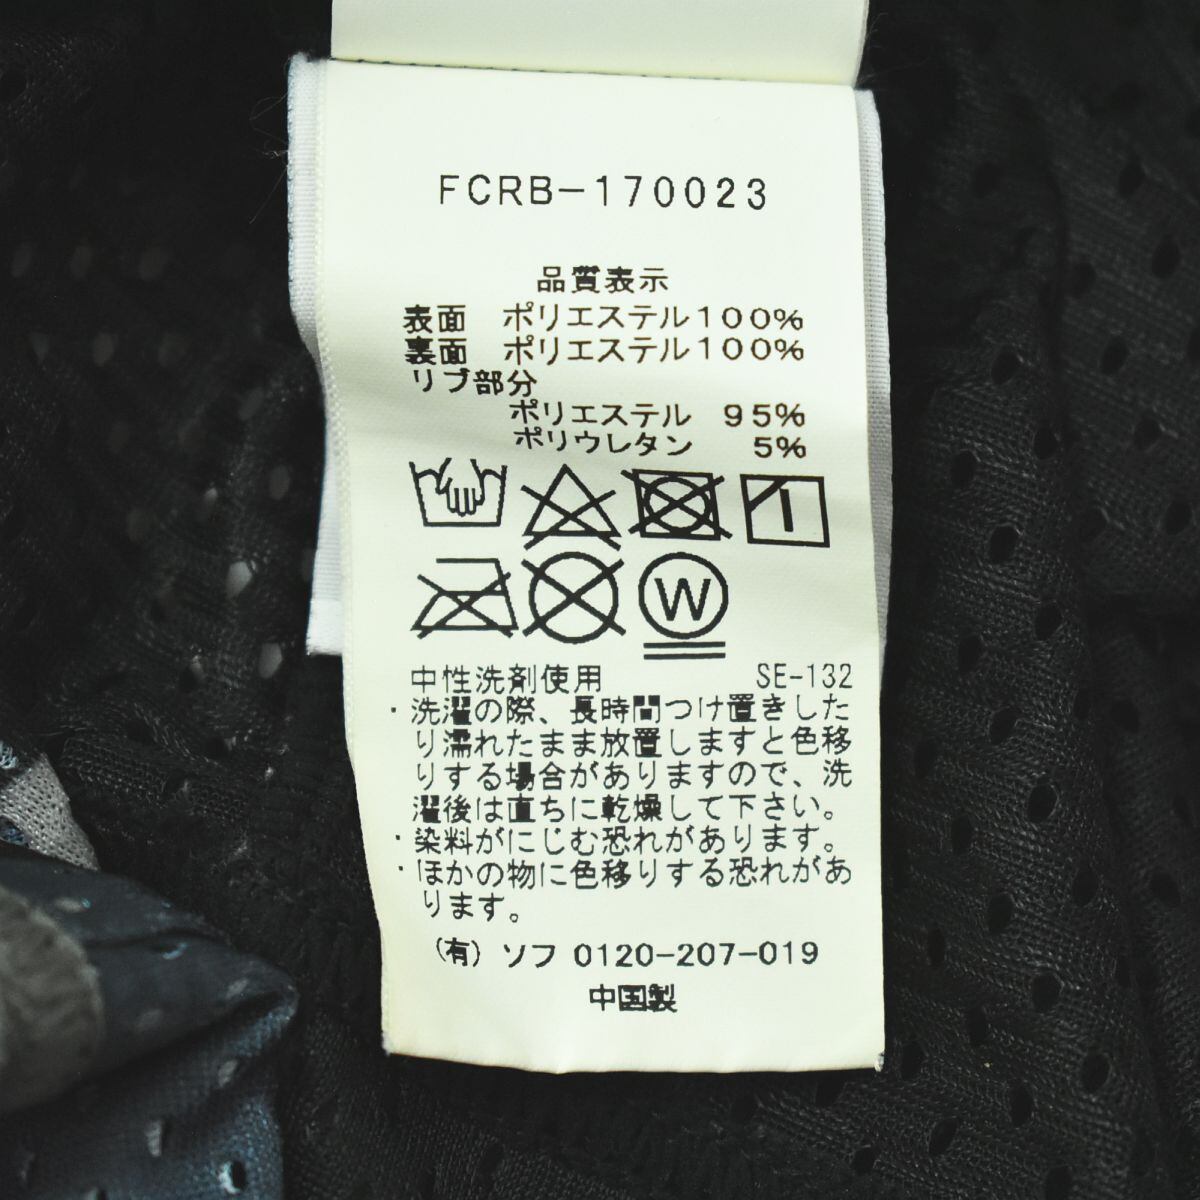 FCRB-170023
品質表示
表面 ポリエステル100%
裏面 ポリエステル100%
リブ部分
ポリエステル 95%
ポリウレタン 5%
W
中性洗剤使用 SE-132
・洗濯の際、長時間つけ置きした
り濡れたまま放置しますと色移
りする場合がありますので、洗
濯後は直ちに乾燥して下さい。
・染料がにじむ恐れがあります。
・ほかの物に色移りする恐れがあ
ります。
(有) ソフ 0120-207-019
中国製